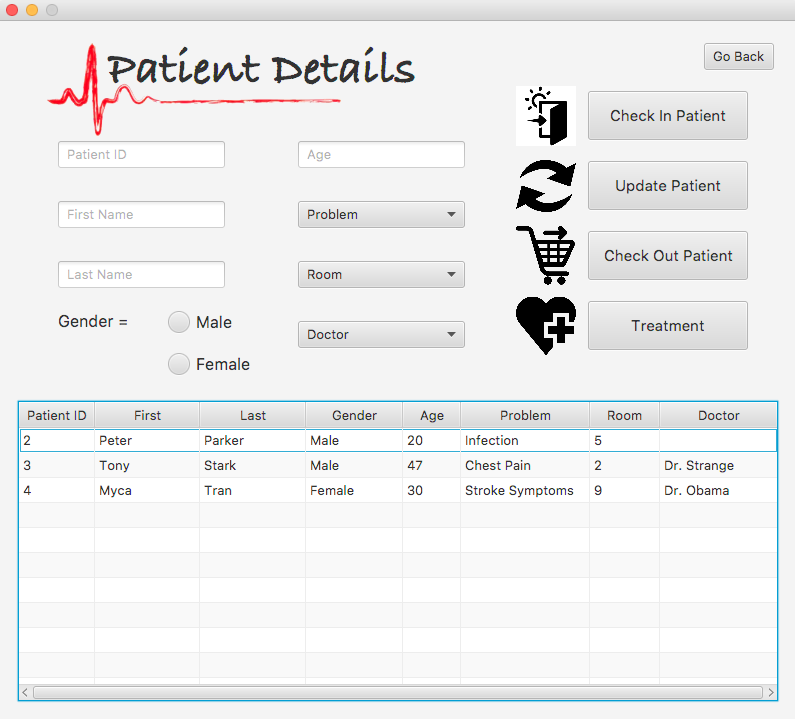 Patient Details
Go Back
Check In Patient
Patient ID
Age
Update Patient
First Name
Problem
Check Out Patient
Last Name
Room
Gender =
Male
Treatment
Doctor
Female
Patient ID First Last Gender Age Problem Room Doctor
2 Peter Parker Male 20 Infection 5
3 Tony Stark Male 47 Chest Pain 2 Dr. Strange
4 Myca Tran Female 30 Stroke Symptoms 9 Dr. Obama